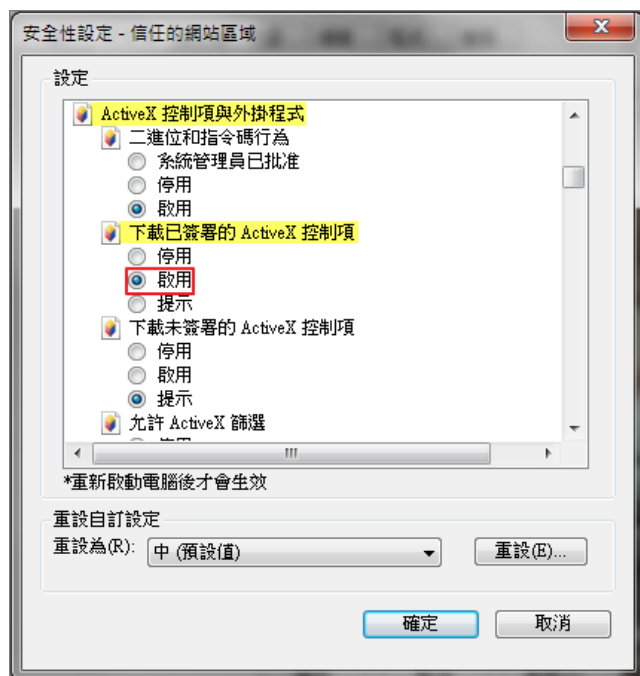 安全性設定 - 信任的網站區域
設定
ActiveX 控制項與外掛程式
二進位和指令碼行為
系統管理員已批准
停用
啟用
下載已簽署的 ActiveX 控制項
停用
啟用
提示
下載未簽署的 ActiveX 控制項
停用
啟用
提示
允許 ActiveX 篩選
*重新啟動電腦後才會生效
重設自訂設定
重設為(R): 中 (預設值) 重設(E)...
確定 取消